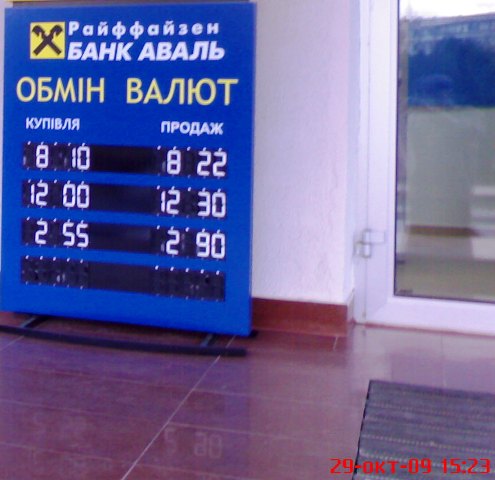 Райффайзен
БАНК АВАЛЬ
ОБМІН ВАЛЮТ
КУПІВЛЯ ПРОДАЖ
8 10 8 22
12 00 12 30
2 55 2 90
29-окт-09 15:23